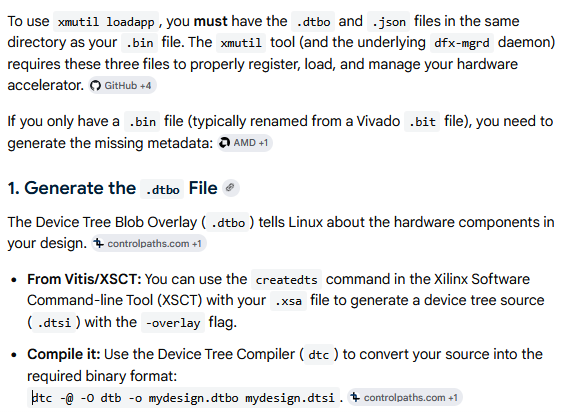 To use xmutil loadapp, you must have the .dtbo and .json files in the same
directory as your .bin file. The xmutil tool (and the underlying dfx-mgrd daemon)
requires these three files to properly register, load, and manage your hardware
accelerator. GitHub +4
If you only have a .bin file (typically renamed from a Vivado .bit file), you need to
generate the missing metadata: AMD +1
1. Generate the .dtbo File
The Device Tree Blob Overlay (.dtbo) tells Linux about the hardware components in
your design. controlpaths.com +1
• From Vitis/XSCT: You can use the createdts command in the Xilinx Software
Command-line Tool (XSCT) with your .xsa file to generate a device tree source
(.dtsi) with the -overlay flag.
• Compile it: Use the Device Tree Compiler (dtc) to convert your source into the
required binary format:
dtc -@ -O dtb -o mydesign.dtbo mydesign.dtsi. controlpaths.com +1